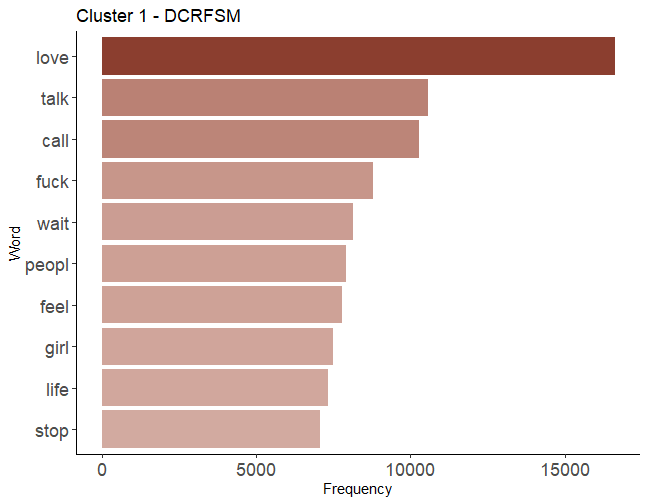 Cluster 1 - DCRFSM
Word
love
talk
call
fuck
wait
peopl
feel
girl
life
stop
0 5000 10000 15000
Frequency